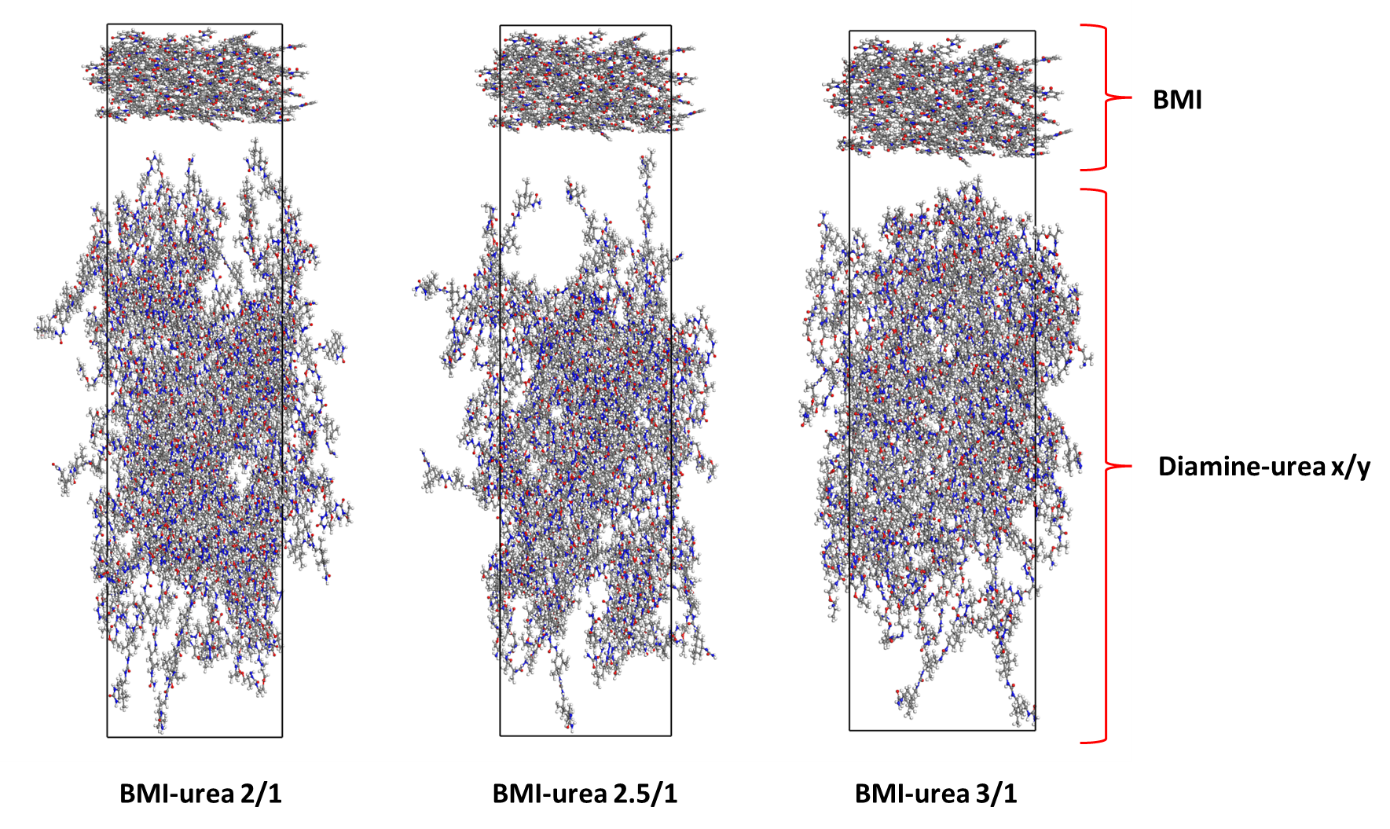 BMI
Diamine-urea x/y
BMI-urea 2/1
BMI-urea 2.5/1
BMI-urea 3/1